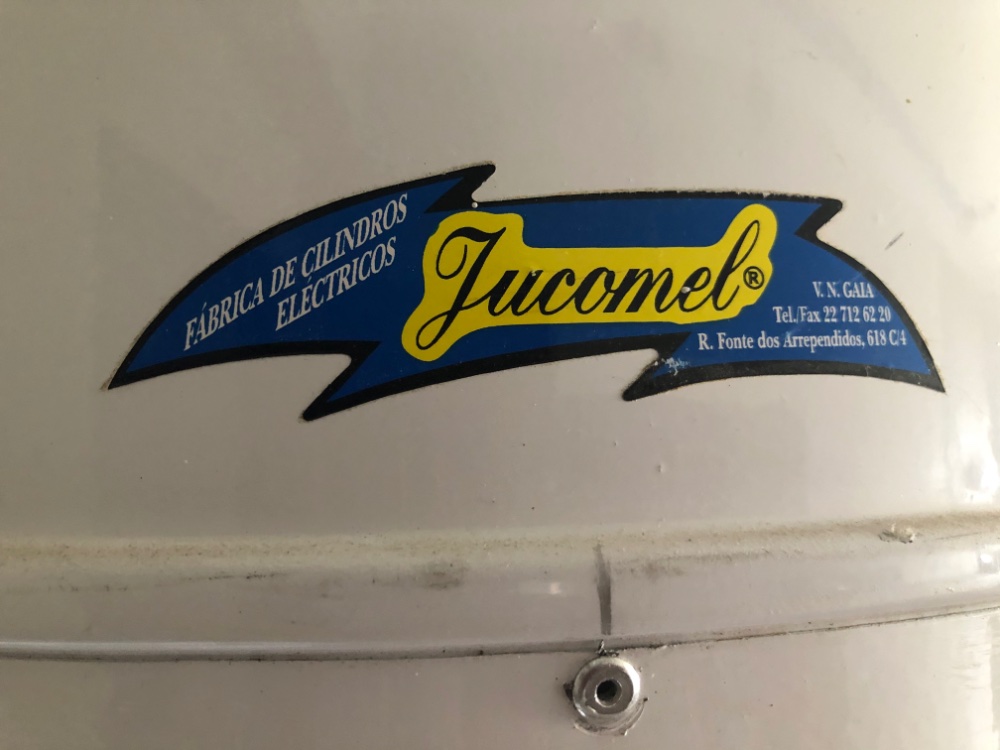 FÁBRICA DE CILINDROS
ELÉCTRICOS
Jucomel®
V. N. GAIA
Tel./Fax 22 712 62 20
R. Fonte dos Arrependidos, 618 C/4